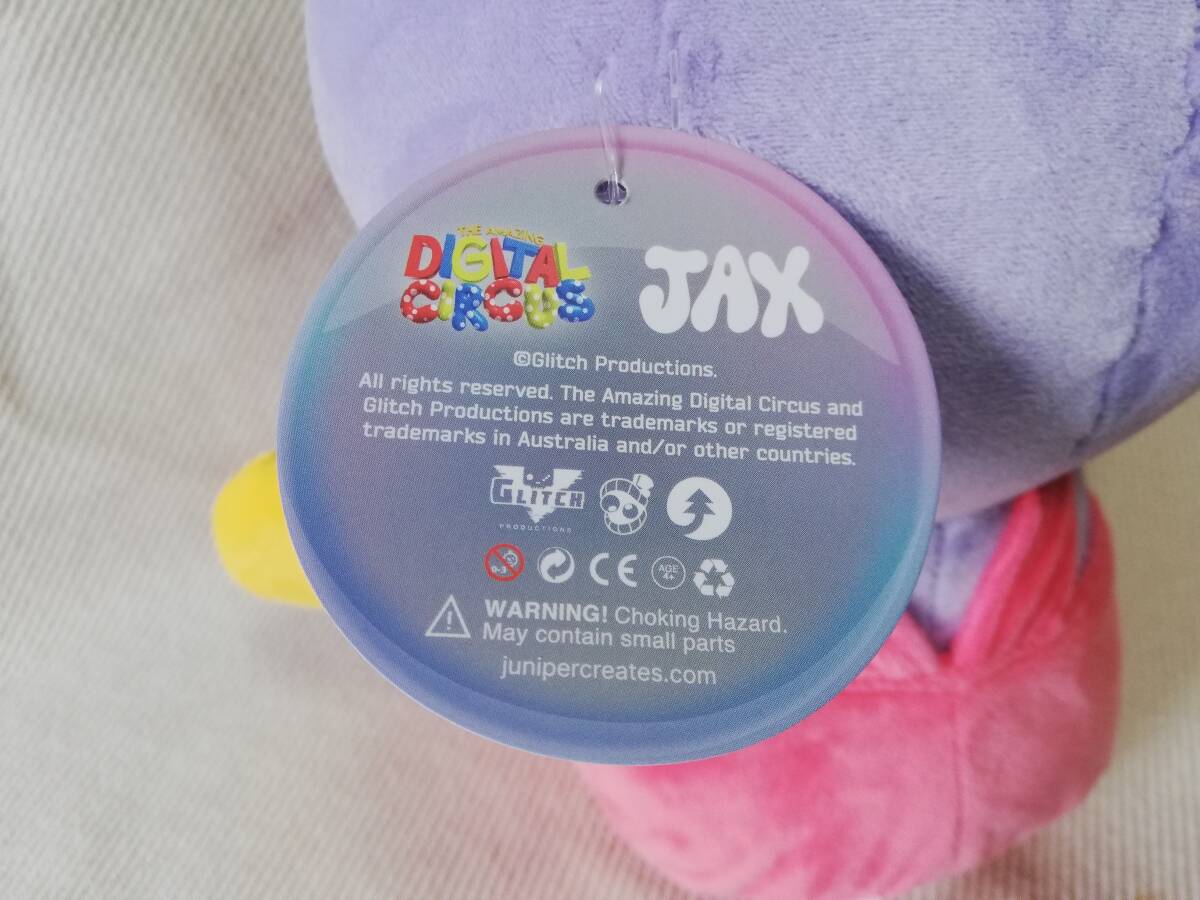 THE AMAZING
DIGITAL
CIRCUS
JAX
©Glitch Productions.
All rights reserved. The Amazing Digital Circus and
Glitch Productions are trademarks or registered
trademarks in Australia and/or other countries.
GLITCH
PRODUCTIONS
0-3
CE
AGE
4+
WARNING! Choking Hazard.
May contain small parts
junipercreates.com